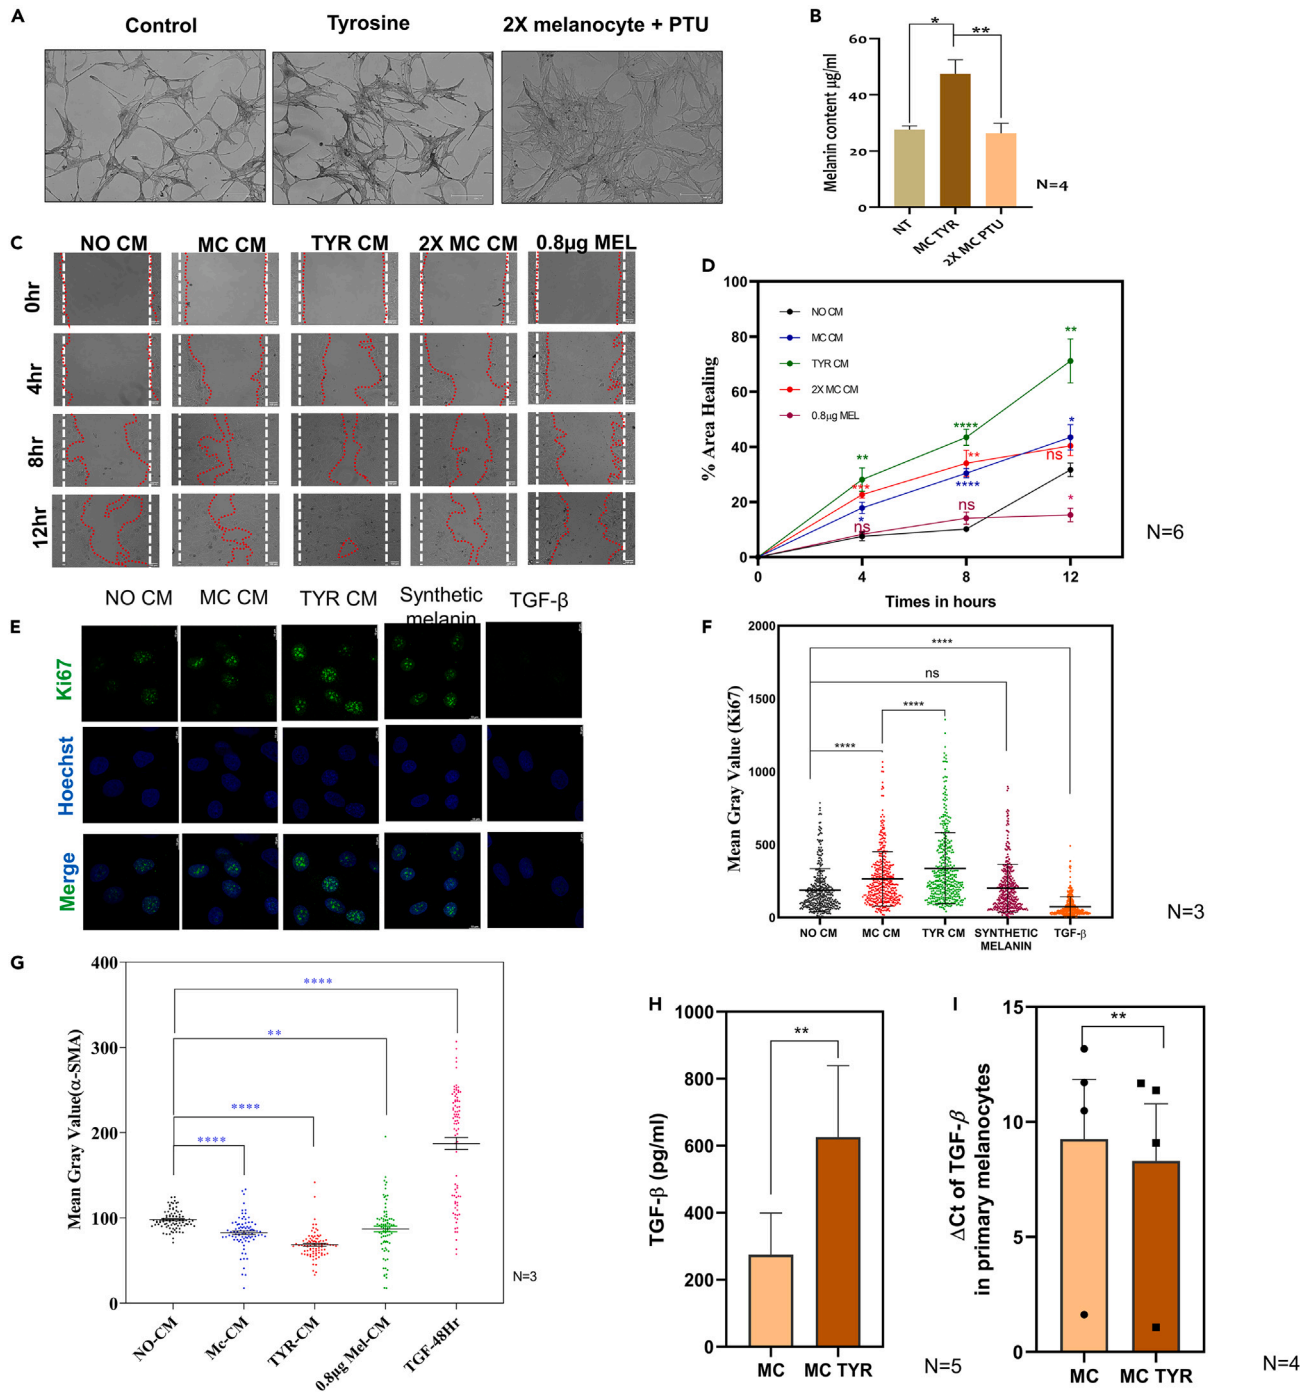 A
Control
Tyrosine
2X melanocyte + PTU
B
Melanin content µg/ml
60
40
20
0
*
**
NT
MC TYR
2X MC PTU
N=4
C
NO CM
MC CM
TYR CM
2X MC CM
0.8µg MEL
0hr
4hr
8hr
12hr
D
% Area Healing
100
80
60
40
20
0
NO CM
MC CM
TYR CM
2X MC CM
0.8µg MEL
**
***
*
ns
****
**
****
ns
**
*
ns
*
0
4
8
12
Times in hours
N=6
E
NO CM
MC CM
TYR CM
Synthetic
melanin
TGF-β
Ki67
Hoechst
Merge
F
Mean Gray Value (Ki67)
2000
1500
1000
500
0
****
ns
****
****
NO CM
MC CM
TYR CM
SYNTHETIC
MELANIN
TGF-β
N=3
G
Mean Gray Value(α-SMA)
400
300
200
100
0
****
**
****
****
NO-CM
Mc-CM
TYR-CM
0.8µg Mel-CM
TGF-48Hr
N=3
H
TGF-β (pg/ml)
1000
800
600
400
200
0
**
MC
MC TYR
N=5
I
ΔCt of TGF-β
in primary melanocytes
15
10
5
0
**
MC
MC TYR
N=4